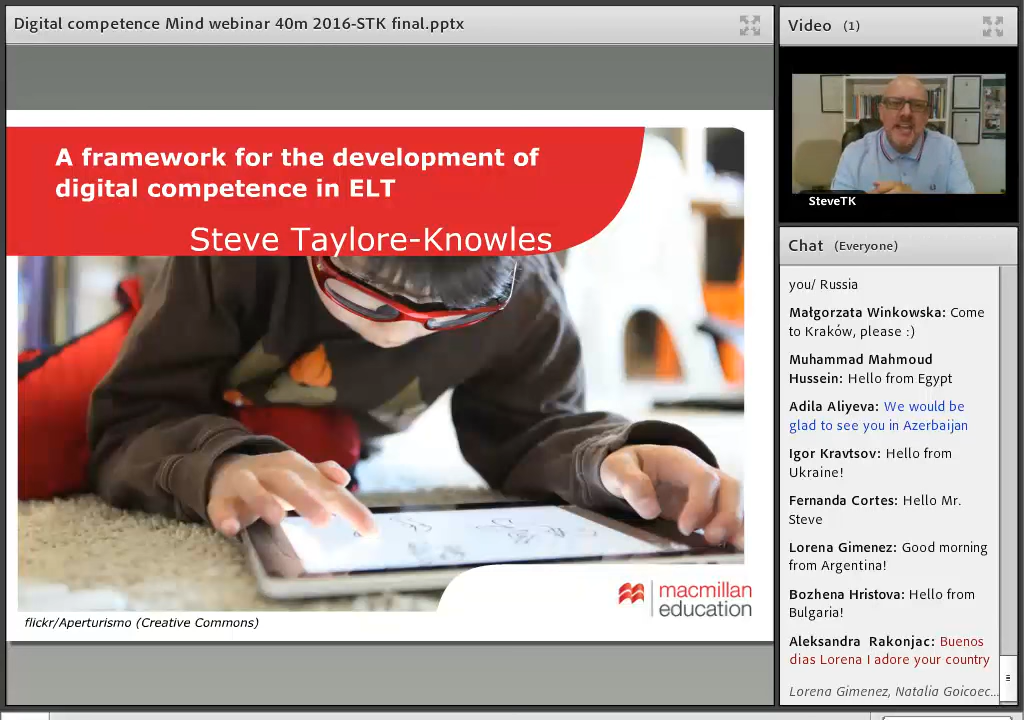 Digital competence Mind webinar 40m 2016-STK final.pptx
A framework for the development of
digital competence in ELT
Steve Taylore-Knowles
macmillan
education
flickr/Aperturismo (Creative Commons)
Video (1)
SteveTK
Chat (Everyone)
you/ Russia
Małgorzata Winkowska: Come
to Kraków, please :)
Muhammad Mahmoud
Hussein: Hello from Egypt
Adila Aliyeva: We would be
glad to see you in Azerbaijan
Igor Kravtsov: Hello from
Ukraine!
Fernanda Cortes: Hello Mr.
Steve
Lorena Gimenez: Good morning
from Argentina!
Bozhena Hristova: Hello from
Bulgaria!
Aleksandra Rakonjac: Buenos
dias Lorena I adore your country
Lorena Gimenez, Natalia Goicoec...